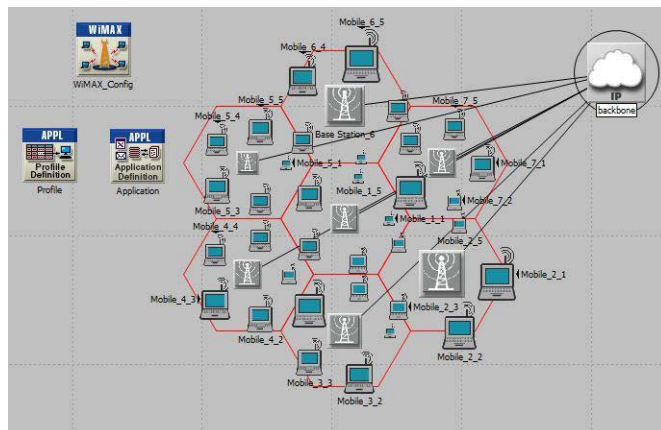 Mobile_6_5
WiMAX
Mobile_6_4
WiMAX_Config
IP
backbone
Mobile_5_5
Mobile_7_5
Mobile_5_4
Base Station_6
APPL
Profile
Definition
Profile
APPL
Application
Definition
Application
Mobile_5_1
Mobile_7_1
Mobile_1_5
Mobile_7_2
Mobile_5_3
Mobile_1_1
Mobile_4_4
Mobile_2_5
Mobile_2_1
Mobile_4_3
Mobile_2_3
Mobile_4_2
Mobile_2_2
Mobile_3_3
Mobile_3_2